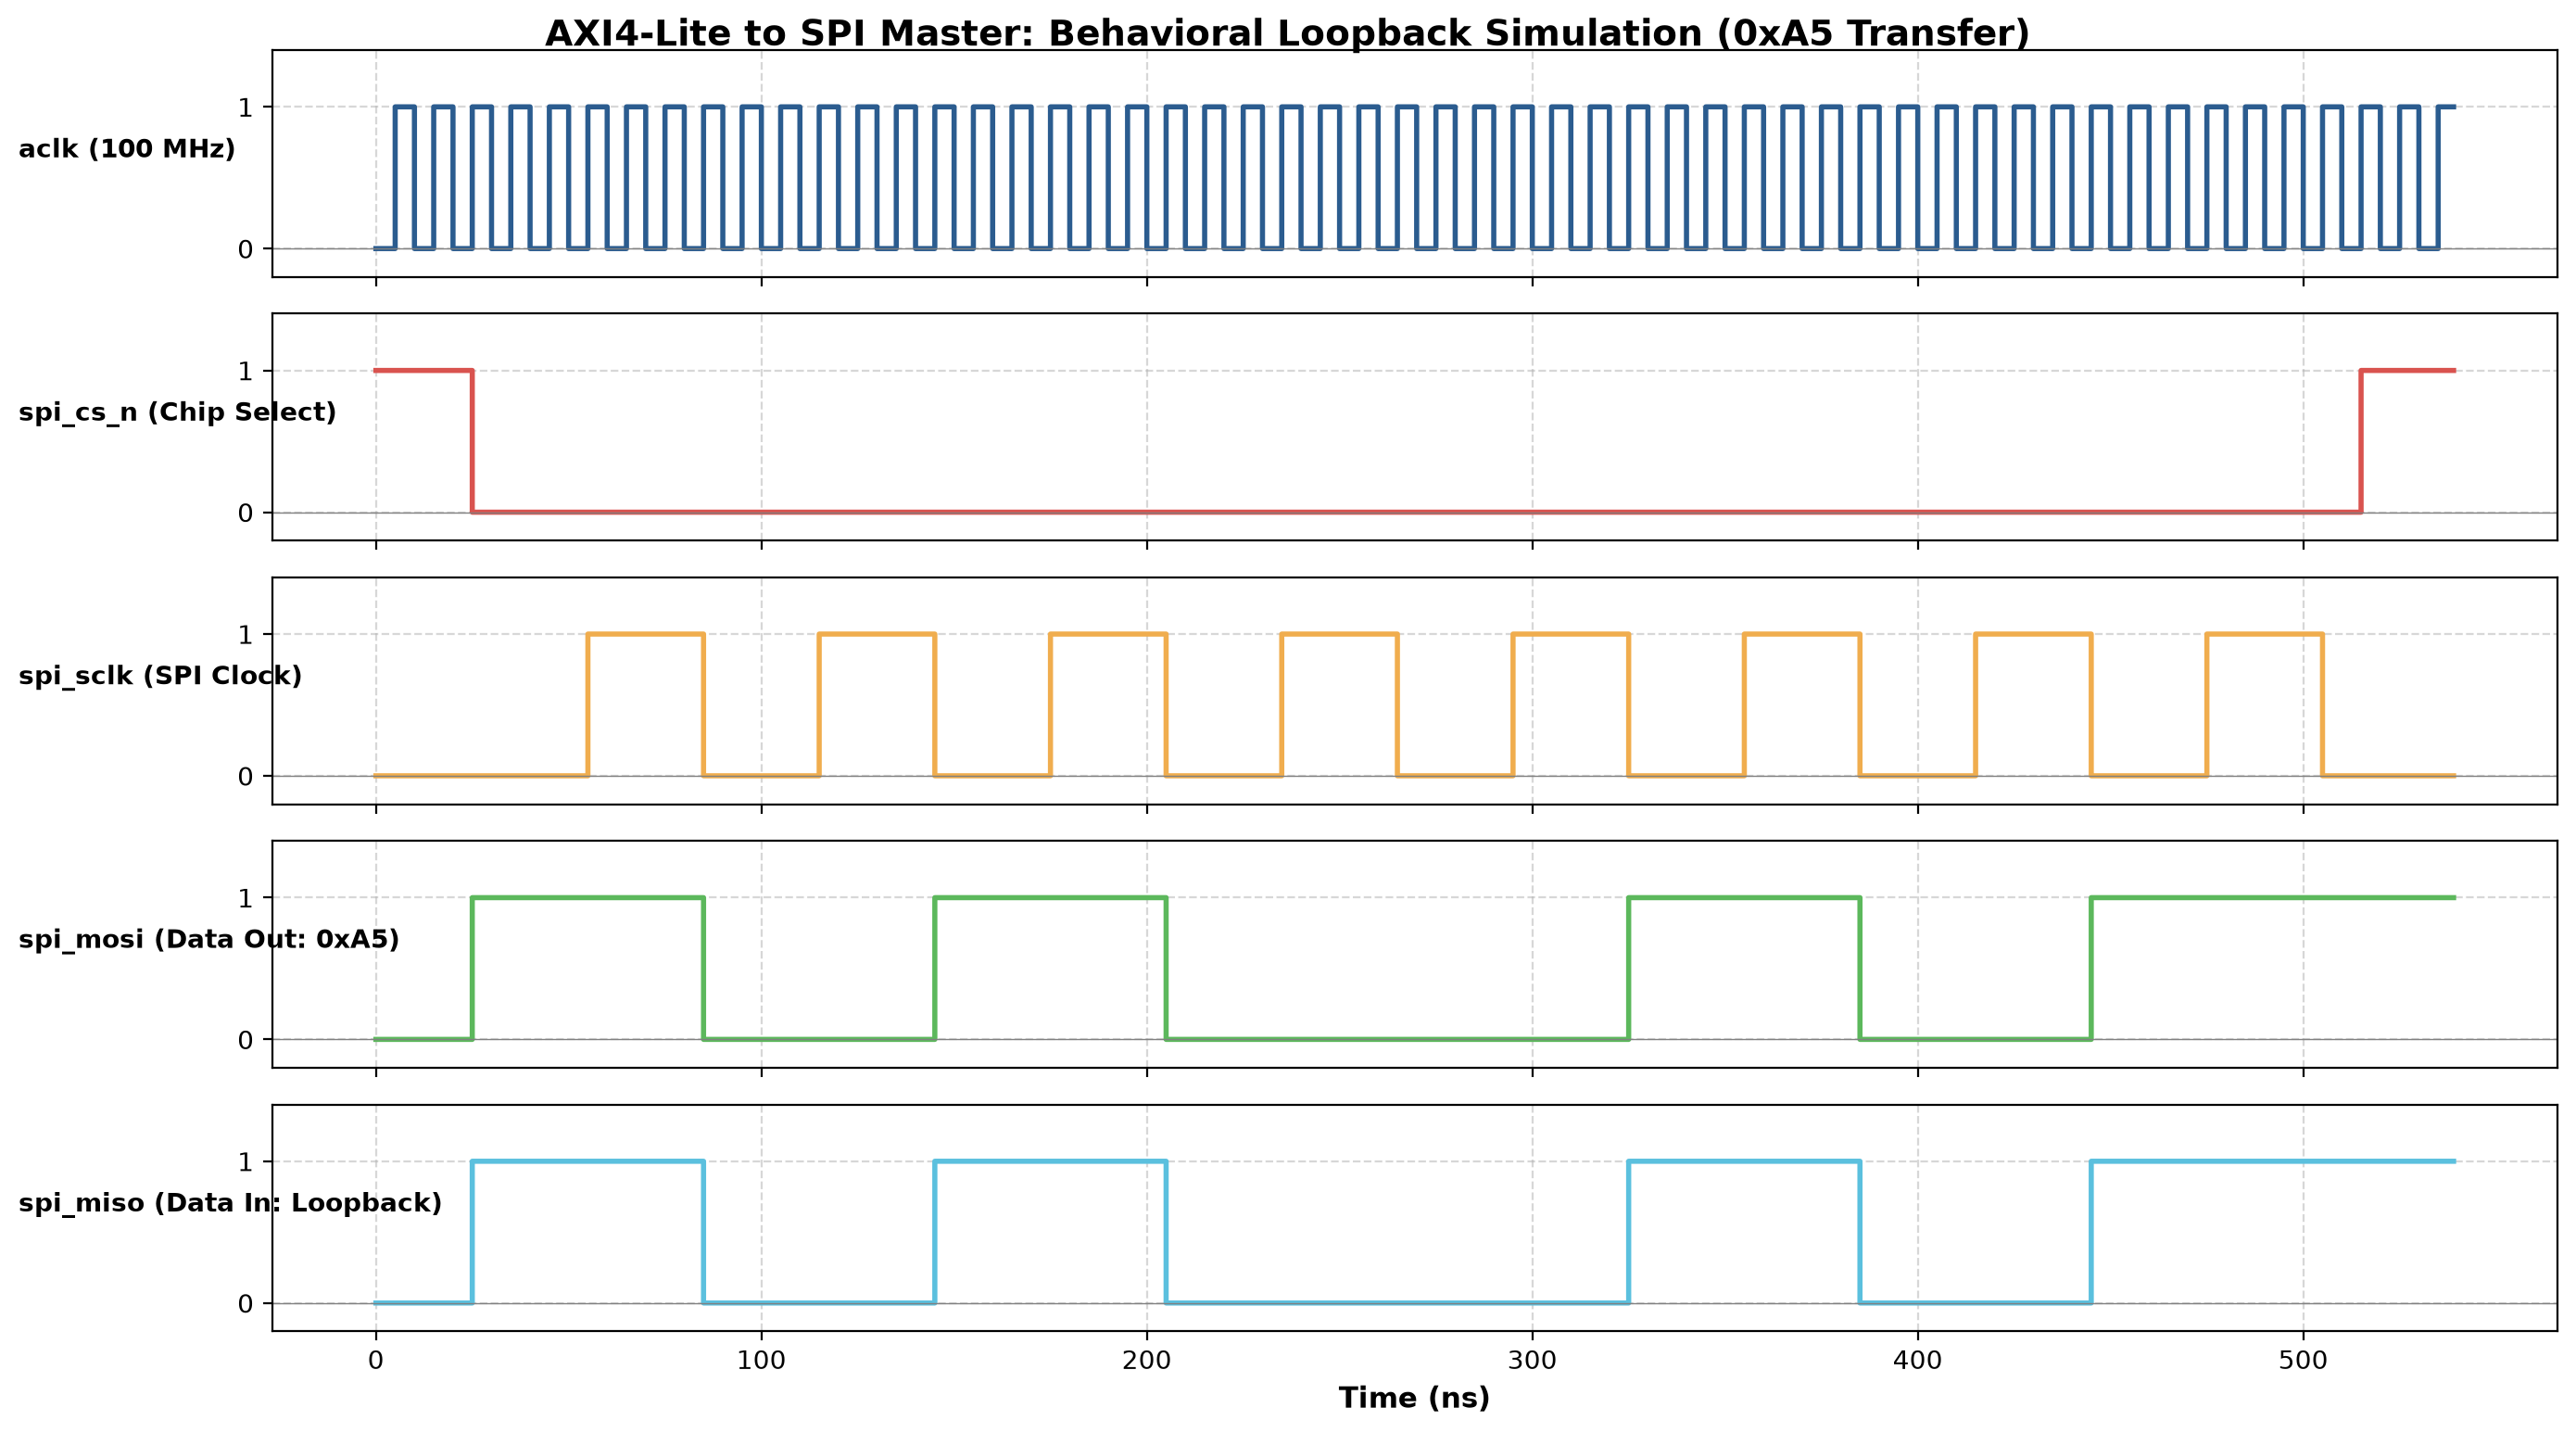 AXI4-Lite to SPI Master: Behavioral Loopback Simulation (0xA5 Transfer)
1
aclk (100 MHz)
0
1
spi_cs_n (Chip Select)
0
1
spi_sclk (SPI Clock)
0
1
spi_mosi (Data Out: 0xA5)
0
1
spi_miso (Data In: Loopback)
0
0 100 200 300 400 500
Time (ns)